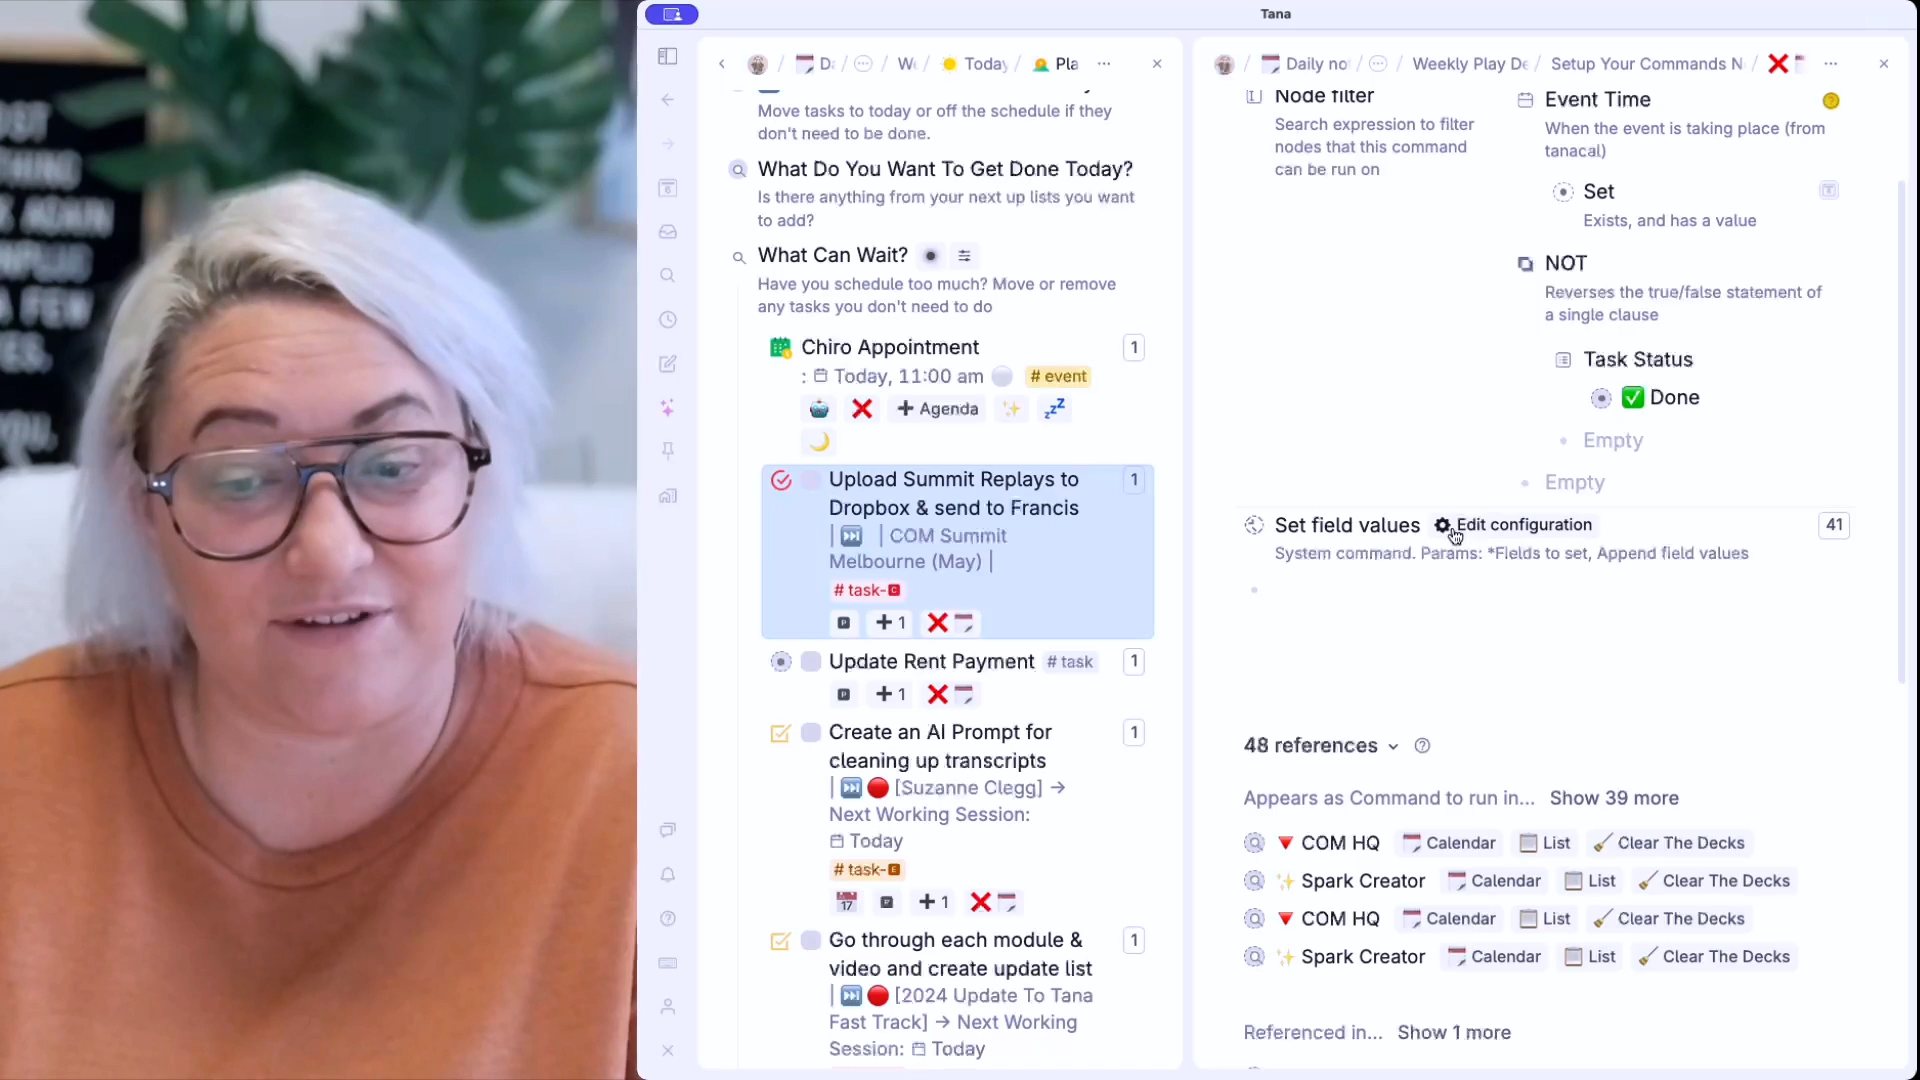 Tana
Today
Pla
Daily no
Weekly Play De
Setup Your Commands N
Move tasks to today or off the schedule if they
don't need to be done.
What Do You Want To Get Done Today?
Is there anything from your next up lists you want
to add?
What Can Wait?
Have you schedule too much? Move or remove
any tasks you don't need to do
Chiro Appointment
1
: Today, 11:00 am # event
+ Agenda
Upload Summit Replays to
1
Dropbox & send to Francis
| | COM Summit
Melbourne (May) |
# task-
+ 1
Update Rent Payment # task
1
+ 1
Create an AI Prompt for
1
cleaning up transcripts
| [Suzanne Clegg] →
Next Working Session:
Today
# task-
17
+ 1
Go through each module &
1
video and create update list
| [2024 Update To Tana
Fast Track] → Next Working
Session: Today
Node filter
Search expression to filter
nodes that this command
can be run on
Event Time
When the event is taking place (from
tanacal)
Set
Exists, and has a value
NOT
Reverses the true/false statement of
a single clause
Task Status
Done
Empty
Empty
Set field values Edit configuration
41
System command. Params: *Fields to set, Append field values
48 references
Appears as Command to run in... Show 39 more
COM HQ Calendar List Clear The Decks
Spark Creator Calendar List Clear The Decks
COM HQ Calendar List Clear The Decks
Spark Creator Calendar List Clear The Decks
Referenced in... Show 1 more